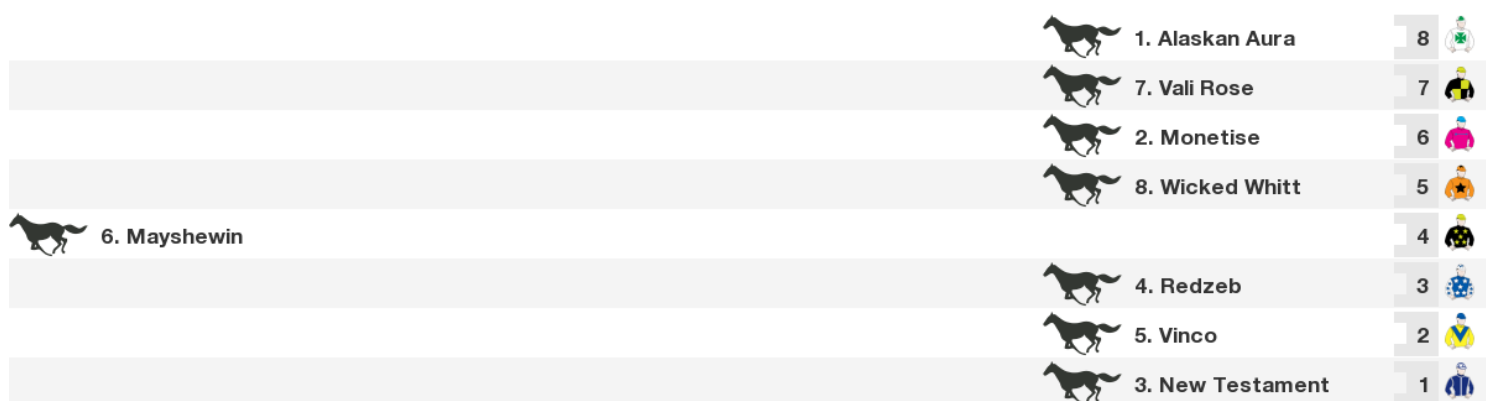 1. Alaskan Aura 8
7. Vali Rose 7
2. Monetise 6
8. Wicked Whitt 5
6. Mayshewin 4
4. Redzeb 3
5. Vinco 2
3. New Testament 1